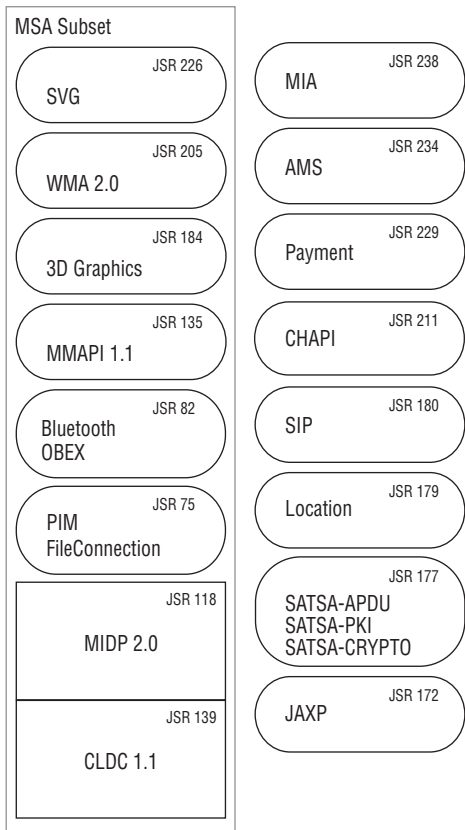 MSA Subset
JSR 226
SVG
JSR 205
WMA 2.0
JSR 184
3D Graphics
JSR 135
MMAPI 1.1
JSR 82
Bluetooth
OBEX
JSR 75
PIM
FileConnection
JSR 118
MIDP 2.0
JSR 139
CLDC 1.1
JSR 238
MIA
JSR 234
AMS
JSR 229
Payment
JSR 211
CHAPI
JSR 180
SIP
JSR 179
Location
JSR 177
SATSA-APDU
SATSA-PKI
SATSA-CRYPTO
JSR 172
JAXP